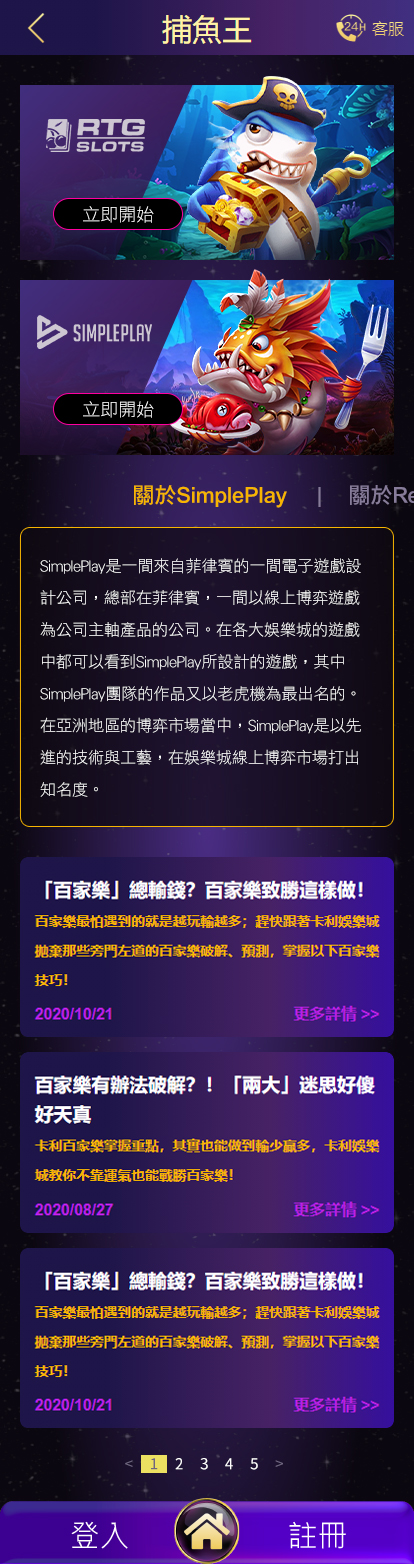 捕魚王
24H 客服
RTG
SLOTS
立即開始
SIMPLEPLAY
立即開始
關於SimplePlay | 關於Re
SimplePlay是一間來自菲律賓的一間電子遊戲設
計公司，總部在菲律賓，一間以線上博弈遊戲
為公司主軸產品的公司。在各大娛樂城的遊戲
中都可以看到SimplePlay所設計的遊戲，其中
SimplePlay團隊的作品又以老虎機為最出名的。
在亞洲地區的博弈市場當中，SimplePlay是以先
進的技術與工藝，在娛樂城線上博弈市場打出
知名度。
「百家樂」總輸錢？百家樂致勝這樣做！
百家樂最怕遇到的就是越玩輸越多；趕快跟著卡利娛樂城
拋棄那些旁門左道的百家樂破解、預測，掌握以下百家樂
技巧！
2020/10/21 更多詳情 >>
百家樂有辦法破解？！「兩大」迷思好傻
好天真
卡利百家樂掌握重點，其實也能做到輸少贏多，卡利娛樂
城教你不靠運氣也能戰勝百家樂！
2020/08/27 更多詳情 >>
「百家樂」總輸錢？百家樂致勝這樣做！
百家樂最怕遇到的就是越玩輸越多；趕快跟著卡利娛樂城
拋棄那些旁門左道的百家樂破解、預測，掌握以下百家樂
技巧！
2020/10/21 更多詳情 >>
< 1 2 3 4 5 >
登入 註冊